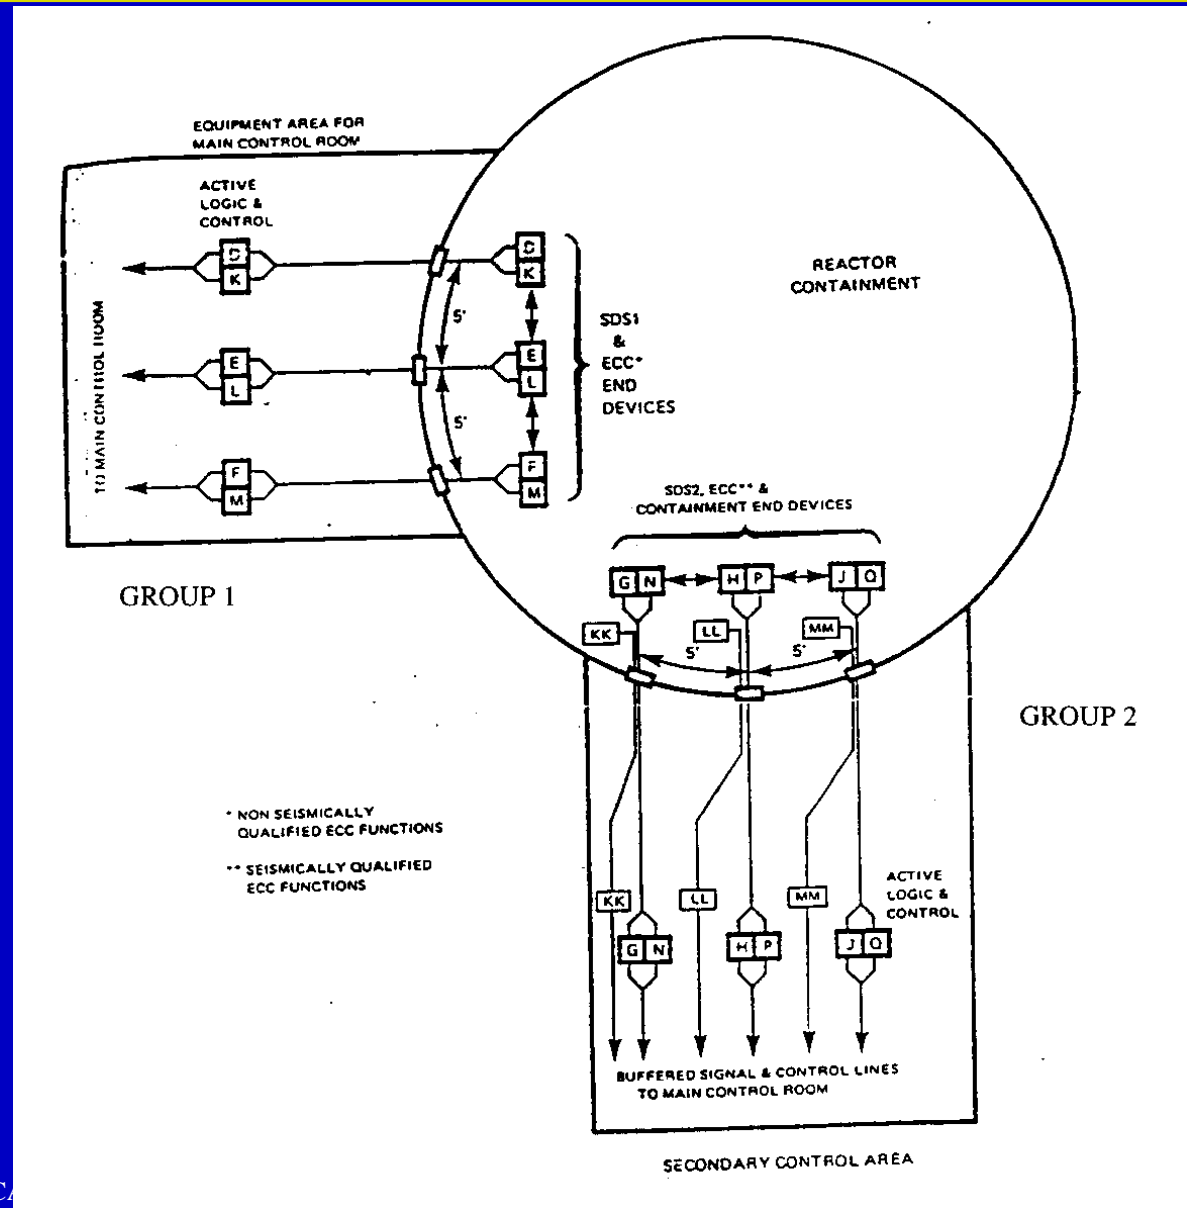 EQUIPMENT AREA FOR
MAIN CONTROL ROOM
ACTIVE
LOGIC &
CONTROL
D
K
E
L
F
M
TO MAIN CONTROL ROOM
GROUP 1
D
K
E
L
F
M
5'
5'
SDS1
&
ECC*
END
DEVICES
REACTOR
CONTAINMENT
SDS2, ECC** &
CONTAINMENT END DEVICES
G N
H P
J Q
KK
LL
MM
5'
5'
GROUP 2
* NON SEISMICALLY
QUALIFIED ECC FUNCTIONS
** SEISMICALLY QUALIFIED
ECC FUNCTIONS
KK
LL
MM
ACTIVE
LOGIC &
CONTROL
G N
H P
J Q
BUFFERED SIGNAL & CONTROL LINES
TO MAIN CONTROL ROOM
SECONDARY CONTROL AREA